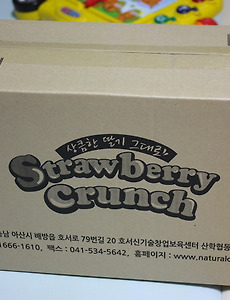 상큼한 딸기 그대로!
Strawberry
Crunch
남 아산시 배방읍 호서로 79번길 20 호서신기술창업보육센터 산학협동
1666-1610, 팩스 : 041-534-5642, 홈페이지 : www.naturalc